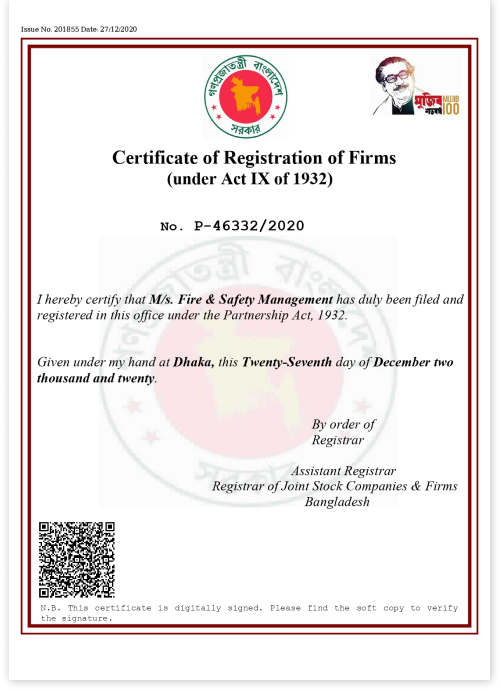 Issue No. 201855 Date: 27/12/2020
গণপ্রজাতন্ত্রী বাংলাদেশ
সরকার
মুজিব MUJIB
শতবর্ষ 100
Certificate of Registration of Firms
(under Act IX of 1932)
No. P-46332/2020
I hereby certify that M/s. Fire & Safety Management has duly been filed and
registered in this office under the Partnership Act, 1932.
Given under my hand at Dhaka, this Twenty-Seventh day of December two
thousand and twenty.
By order of
Registrar
Assistant Registrar
Registrar of Joint Stock Companies & Firms
Bangladesh
N.B. This certificate is digitally signed. Please find the soft copy to verify
the signature.